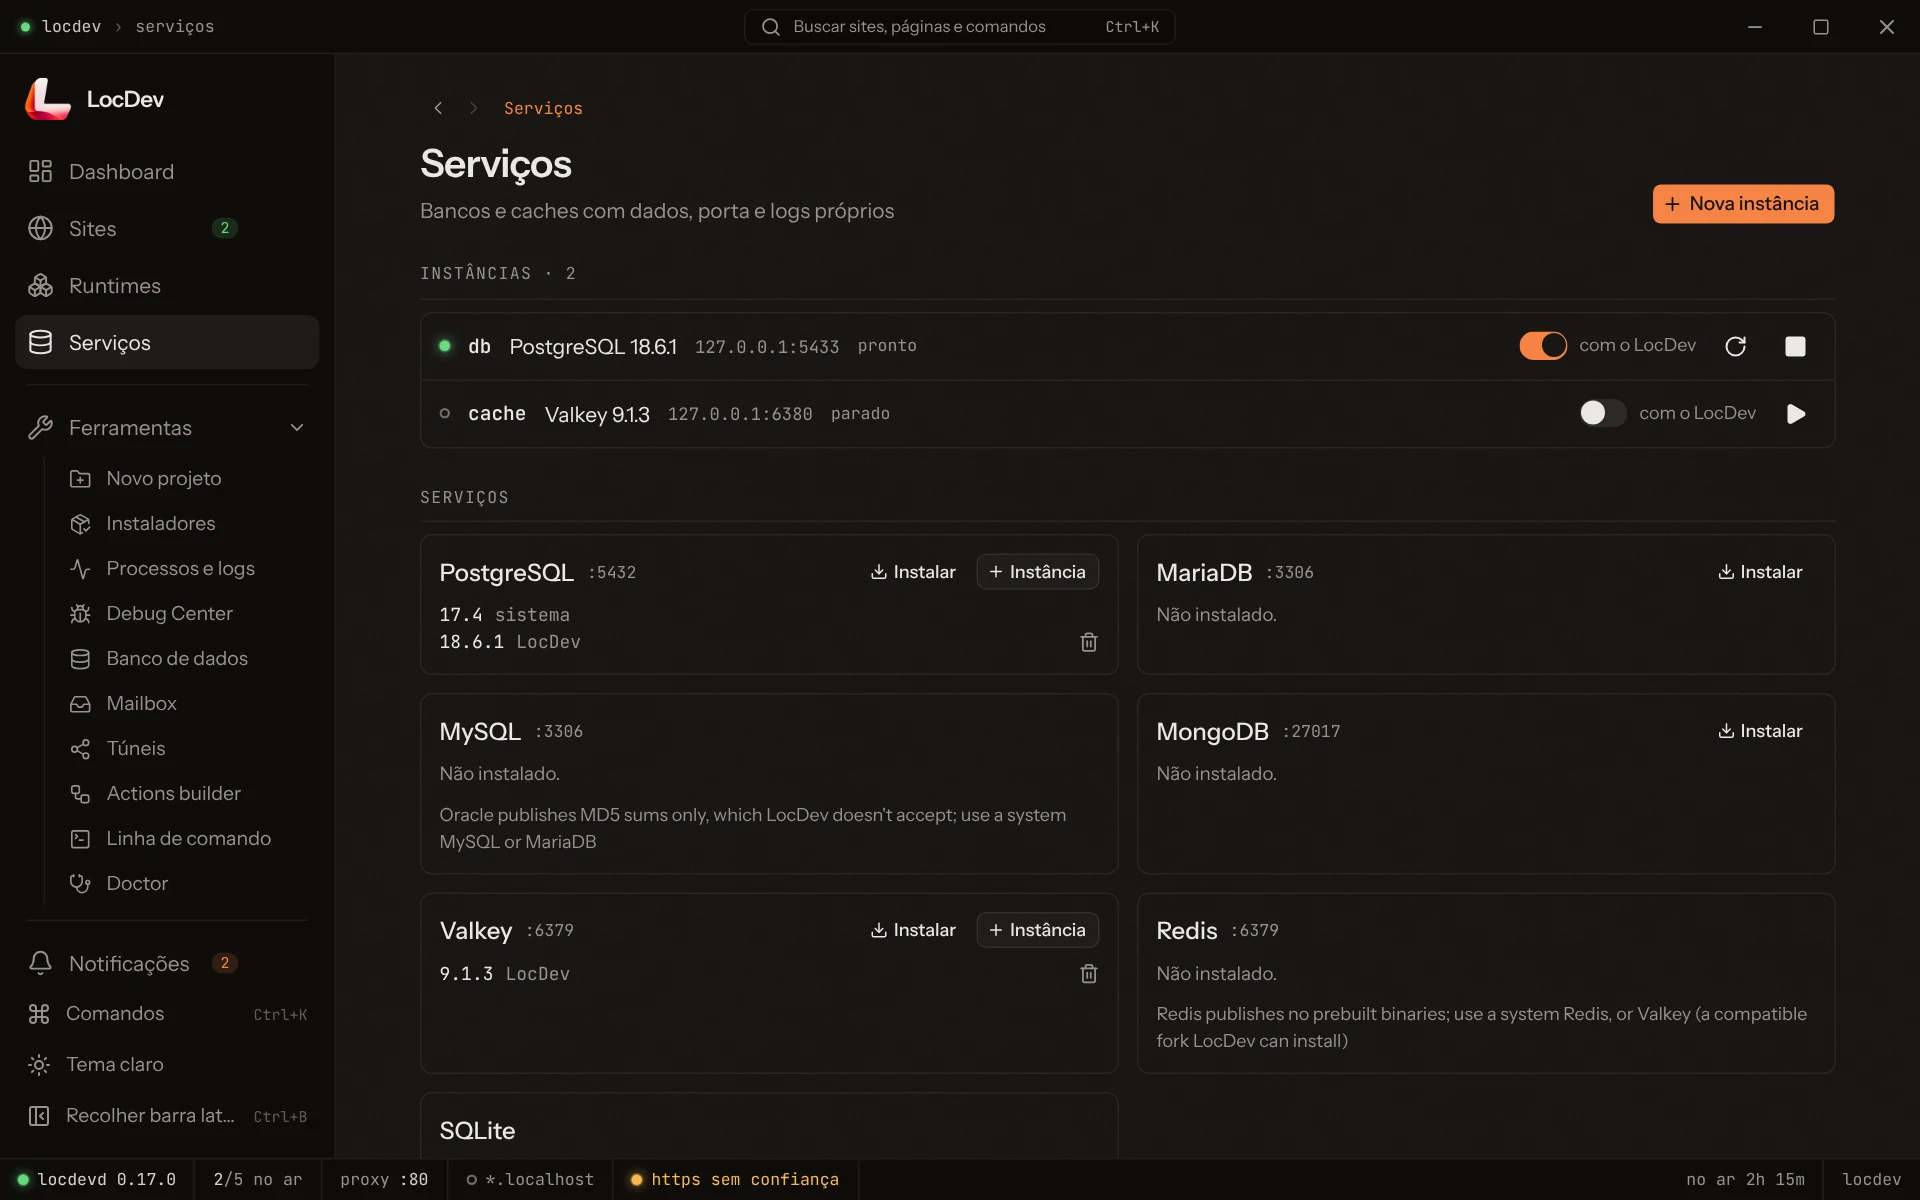 locdev › serviços
Buscar sites, páginas e comandos Ctrl+K
LocDev
Dashboard
Sites 2
Runtimes
Serviços
Ferramentas
Novo projeto
Instaladores
Processos e logs
Debug Center
Banco de dados
Mailbox
Túneis
Actions builder
Linha de comando
Doctor
Notificações 2
Comandos Ctrl+K
Tema claro
Recolher barra lat... Ctrl+B
Serviços
Serviços
Bancos e caches com dados, porta e logs próprios
+ Nova instância
INSTÂNCIAS · 2
db PostgreSQL 18.6.1 127.0.0.1:5433 pronto com o LocDev
cache Valkey 9.1.3 127.0.0.1:6380 parado com o LocDev
SERVIÇOS
PostgreSQL :5432 Instalar + Instância
17.4 sistema
18.6.1 LocDev
MariaDB :3306 Instalar
Não instalado.
MySQL :3306
Não instalado.
Oracle publishes MD5 sums only, which LocDev doesn't accept; use a system
MySQL or MariaDB
MongoDB :27017 Instalar
Não instalado.
Valkey :6379 Instalar + Instância
9.1.3 LocDev
Redis :6379
Não instalado.
Redis publishes no prebuilt binaries; use a system Redis, or Valkey (a compatible
fork LocDev can install)
SQLite
locdevd 0.17.0 2/5 no ar proxy :80 *.localhost https sem confiança no ar 2h 15m locdev